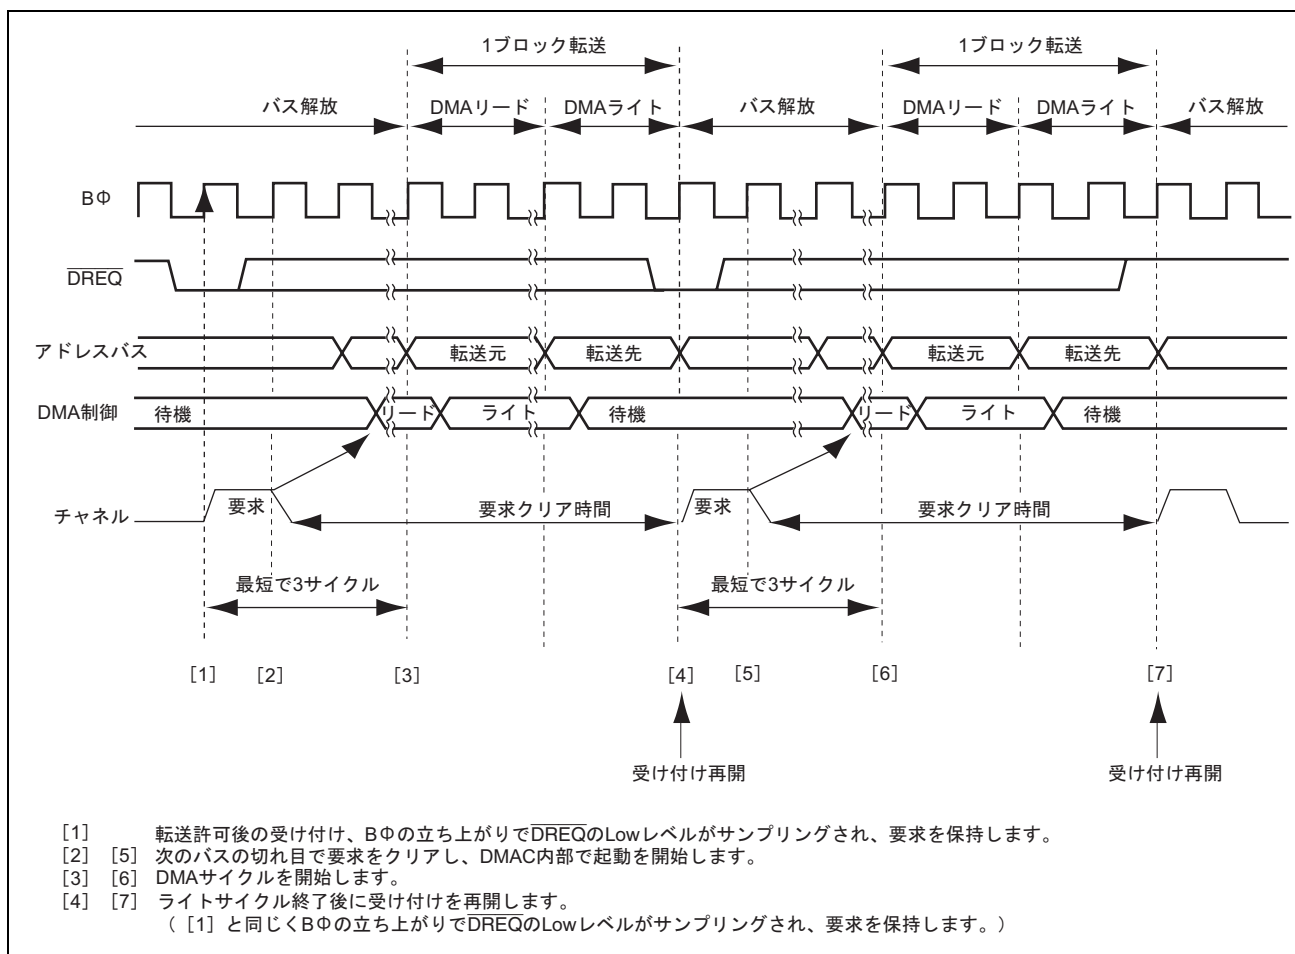 1ブロック転送 1ブロック転送
バス解放 DMAリード DMAライト バス解放 DMAリード DMAライト バス解放
BΦ
DREQ
アドレスバス 転送元 転送先 転送元 転送先
DMA制御 待機 リード ライト 待機 リード ライト 待機
チャネル 要求 要求クリア時間 要求 要求クリア時間
最短で3サイクル 最短で3サイクル
[1] [2] [3] [4] [5] [6] [7]
受け付け再開 受け付け再開
[1] 転送許可後の受け付け、BΦの立ち上がりでDREQのLowレベルがサンプリングされ、要求を保持します。
[2] [5] 次のバスの切れ目で要求をクリアし、DMAC内部で起動を開始します。
[3] [6] DMAサイクルを開始します。
[4] [7] ライトサイクル終了後に受け付けを再開します。
（[1]と同じくBΦの立ち上がりでDREQのLowレベルがサンプリングされ、要求を保持します。）